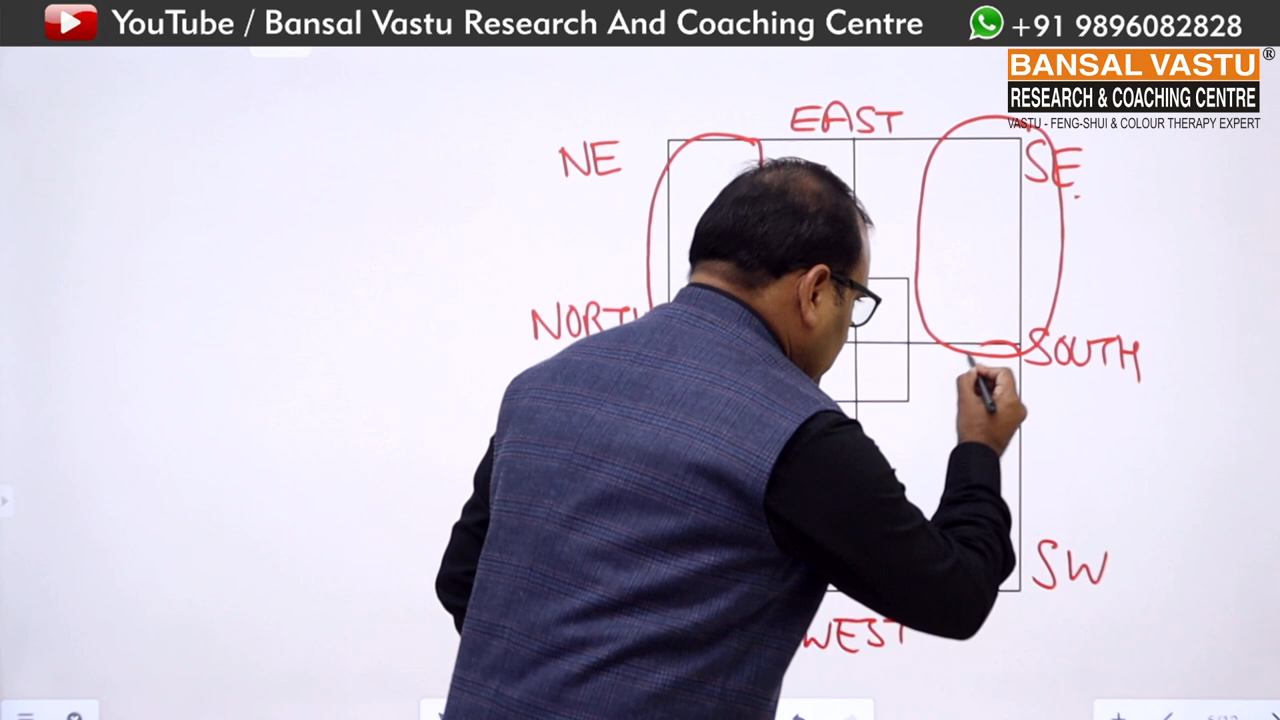 YouTube / Bansal Vastu Research And Coaching Centre
+91 9896082828
BANSAL VASTU®
RESEARCH & COACHING CENTRE
VASTU - FENG-SHUI & COLOUR THERAPY EXPERT
EAST
NE
SE.
NORTH
SOUTH
SW
WEST